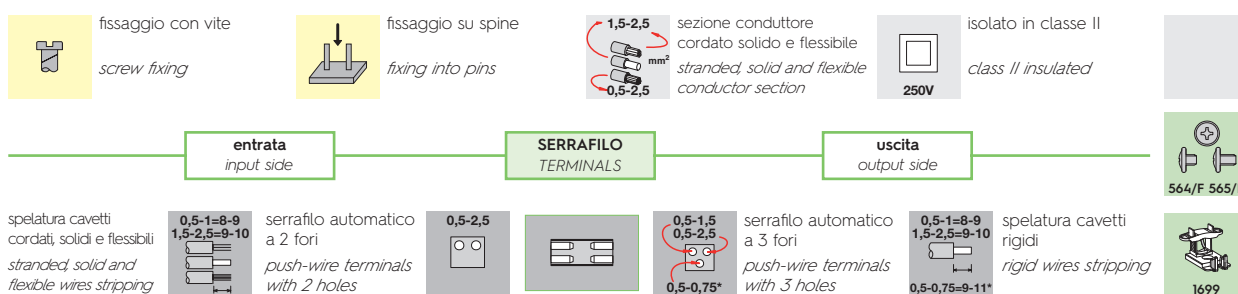 fissaggio con vite
screw fixing
fissaggio su spine
fixing into pins
1,5-2,5
mm²
0,5-2,5
sezione conduttore
cordato solido e flessibile
stranded, solid and flexible
conductor section
250V
isolato in classe II
class II insulated
entrata
input side
SERRAFILO
TERMINALS
uscita
output side
564/F 565/
spelatura cavetti
cordati, solidi e flessibili
stranded, solid and
flexible wires stripping
0,5-1=8-9
1,5-2,5=9-10
serrafilo automatico
a 2 fori
push-wire terminals
with 2 holes
0,5-2,5
0,5-1,5
0,5-2,5
0,5-0,75*
serrafilo automatico
a 3 fori
push-wire terminals
with 3 holes
0,5-1=8-9
1,5-2,5=9-10
0,5-0,75=9-11*
spelatura cavetti
rigidi
rigid wires stripping
1699